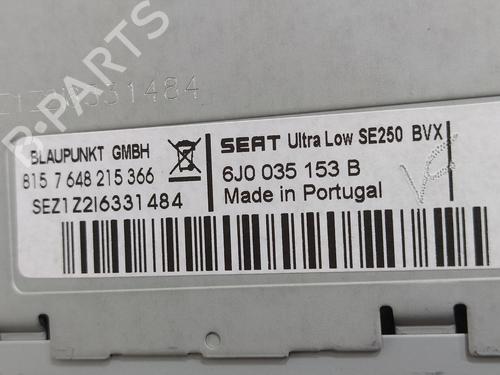 B-PARTS
SEZ1Z2I6331484
BLAUPUNKT GMBH
815 7 648 215 366
SEZ1Z2I6331484
SEAT Ultra Low SE250 BVX
6J0 035 153 B
Made in Portugal